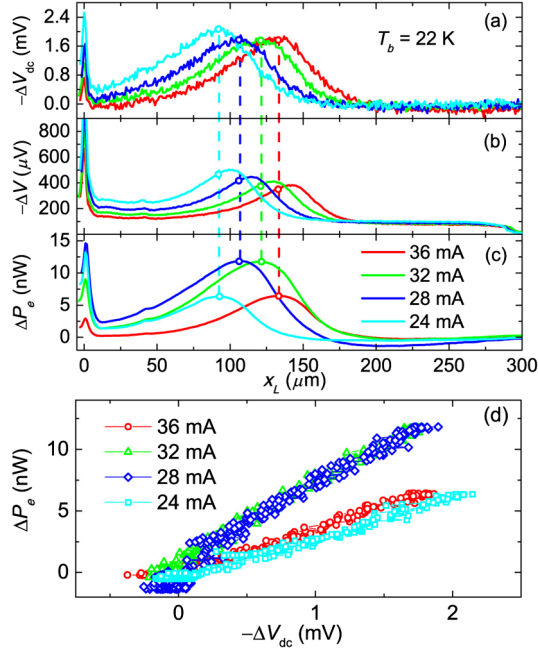 (a)
T_b = 22 K
−ΔV_dc (mV)
2.4
1.8
1.2
0.6
0.0
(b)
−ΔV (μV)
800
600
400
200
(c)
ΔP_e (nW)
15
10
5
0
36 mA
32 mA
28 mA
24 mA
0 50 100 150 200 250 300
x_L (μm)
(d)
36 mA
32 mA
28 mA
24 mA
ΔP_e (nW)
10
5
0
0 1 2
−ΔV_dc (mV)